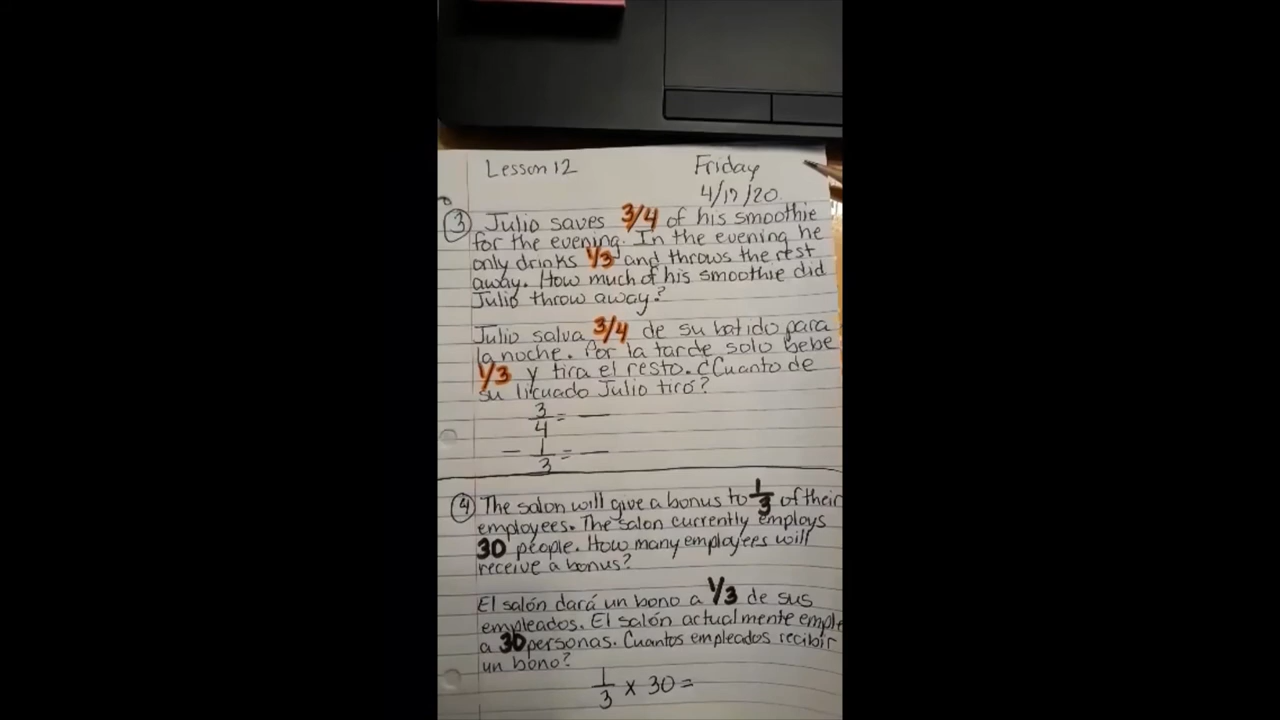 Lesson 12
Friday
4/17/20
3 Julio saves 3/4 of his smoothie
for the evening. In the evening he
only drinks 1/3 and throws the rest
away. How much of his smoothie did
Julio throw away?
Julio salva 3/4 de su batido para
la noche. Por la tarde solo bebe
1/3 y tira el resto. ¿Cuanto de
su licuado Julio tiró?
3/4 = __
- 1/3 = __
4 The salon will give a bonus to 1/3 of their
employees. The salon currently employs
30 people. How many employees will
receive a bonus?
El salón dará un bono a 1/3 de sus
empleados. El salón actualmente emple
a 30 personas. Cuantos empleados recibir
un bono?
1/3 x 30 =